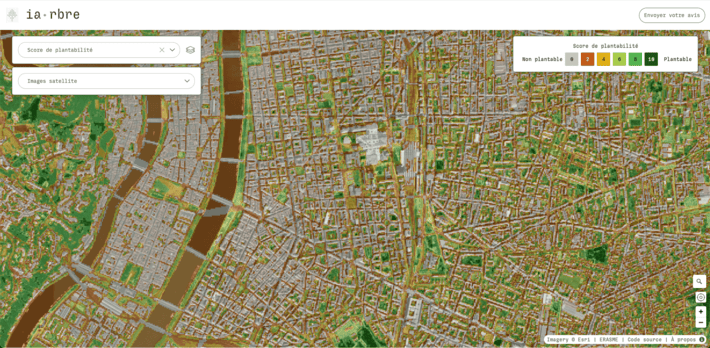 ia·rbre
Envoyer votre avis
Score de plantabilité
Images satellite
Score de plantabilité
Non plantable 0 2 4 6 8 10 Plantable
Imagery © Esri | ERASME | Code source | À propos